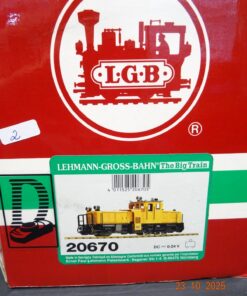 L·G·B
®
2
LEHMANN-GROSS-BAHN The Big Train
D
20670
DC 0-24 V
23-10-2025